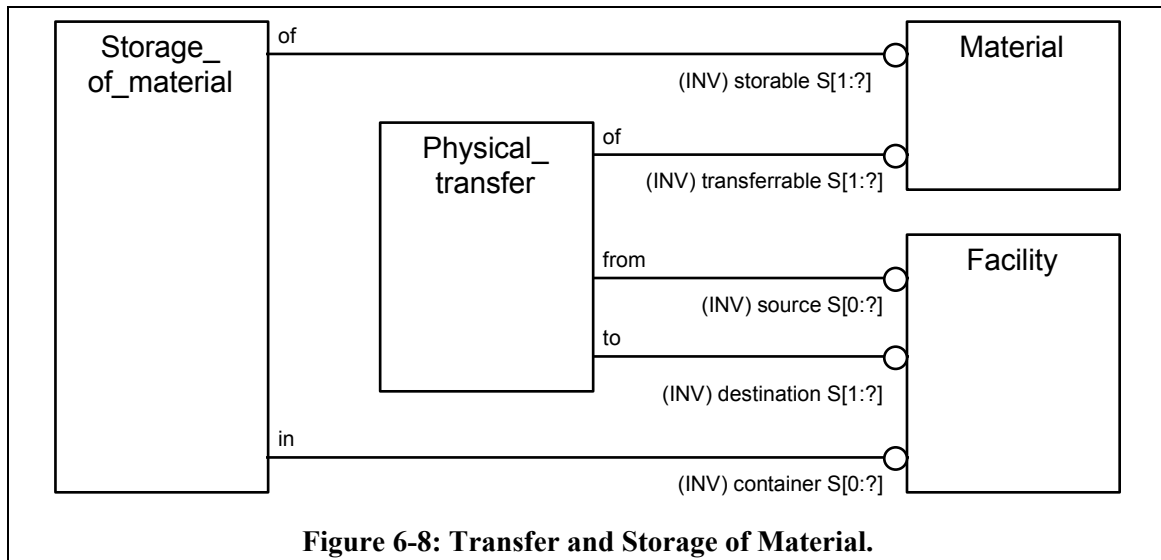 Storage_
of_material
of
(INV) storable S[1:?]
Material
Physical_
transfer
of
(INV) transferrable S[1:?]
from
(INV) source S[0:?]
Facility
to
(INV) destination S[1:?]
in
(INV) container S[0:?]
Figure 6-8: Transfer and Storage of Material.